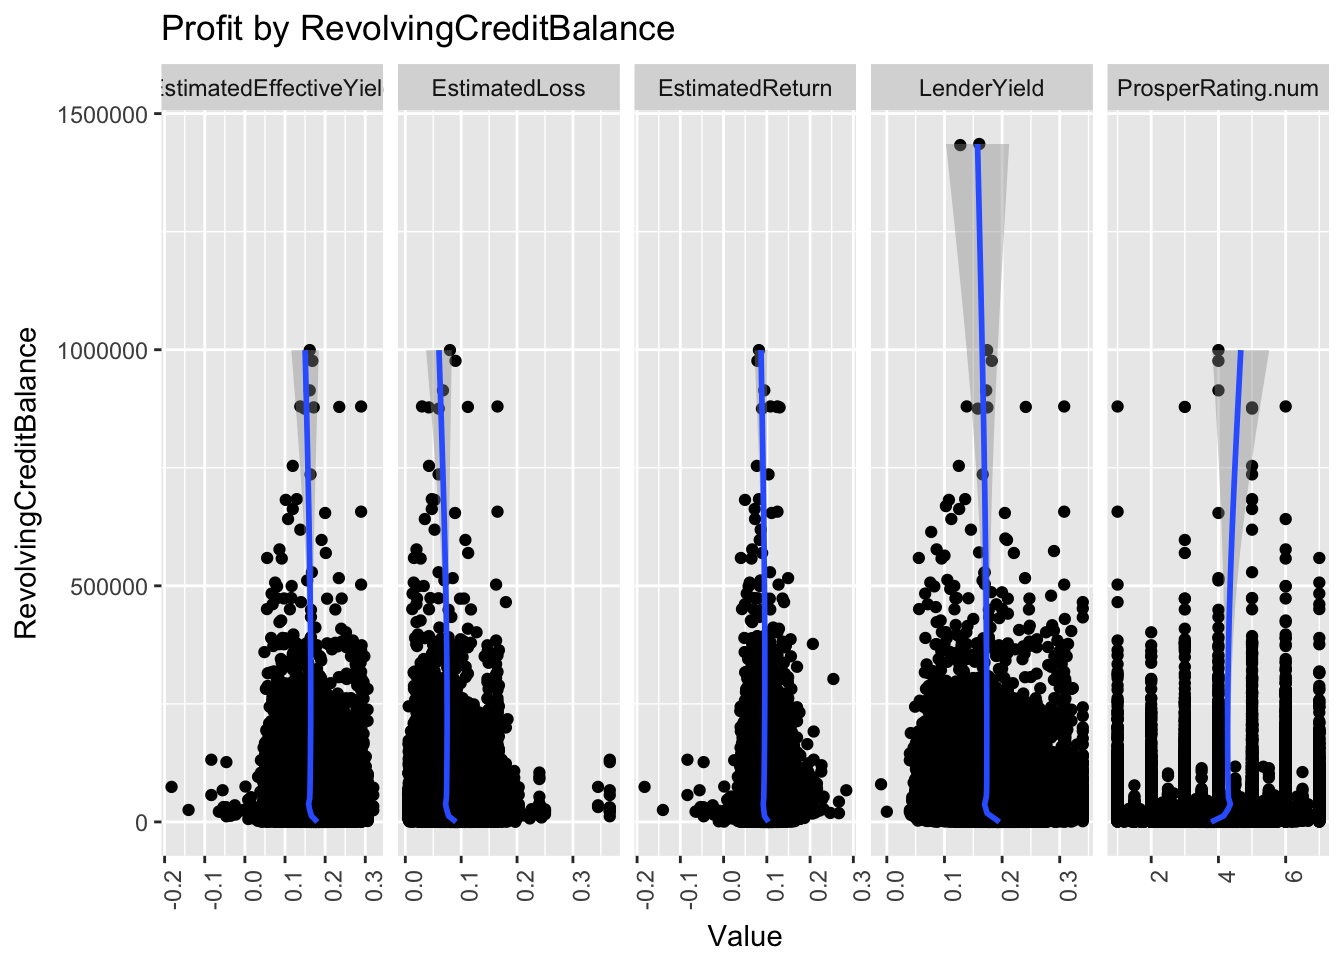 Profit by RevolvingCreditBalance
EstimatedEffectiveYiel
EstimatedLoss
EstimatedReturn
LenderYield
ProsperRating.num
1500000
1000000
500000
0
RevolvingCreditBalance
-0.2 -0.1 0.0 0.1 0.2 0.3
0.0 0.1 0.2 0.3
-0.2 -0.1 0.0 0.1 0.2 0.3
0.0 0.1 0.2 0.3
2 4 6
Value